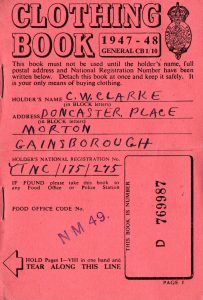 CLOTHING
BOOK 1947-48
GENERAL CB 1/10
This book must not be used until the holder's name, full
postal address and National Registration Number have been
written below. Detach this book at once and keep it safely. It
is your only means of buying clothing.
HOLDER'S NAME C.W. CLARKE
(in BLOCK letters)
ADDRESS DONCASTER PLACE
(in BLOCK letters)
MORTON
GAINSBOROUGH
HOLDER'S NATIONAL REGISTRATION No.
YTNC/175/275
IF FOUND please take this book to
any Food Office or Police Station
FOOD OFFICE CODE No.
NM 49.
THIS BOOK IS NUMBER
D 769987
HOLD Pages I-VIII in one hand and
TEAR ALONG THIS LINE
PAGE I